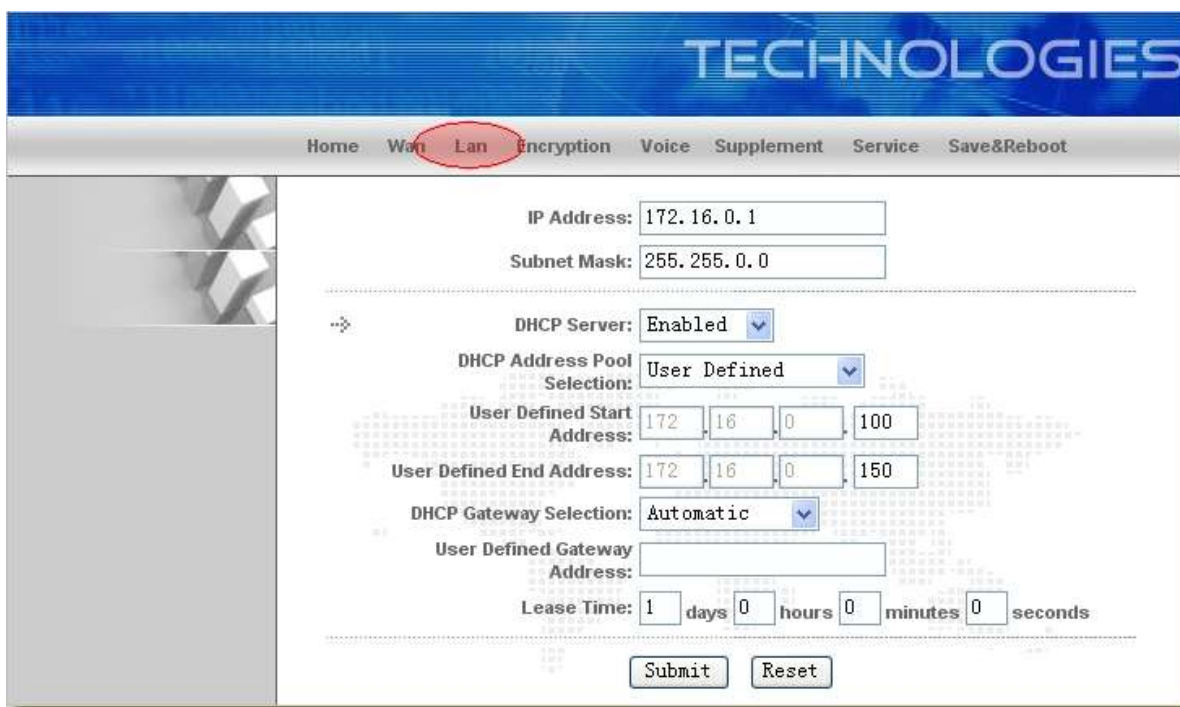 TECHNOLOGIES
Home Wan Lan Encryption Voice Supplement Service Save&Reboot
IP Address: 172.16.0.1
Subnet Mask: 255.255.0.0
DHCP Server: Enabled
DHCP Address Pool
Selection: User Defined
User Defined Start
Address: 172 . 16 . 0 . 100
User Defined End Address: 172 . 16 . 0 . 150
DHCP Gateway Selection: Automatic
User Defined Gateway
Address:
Lease Time: 1 days 0 hours 0 minutes 0 seconds
Submit Reset